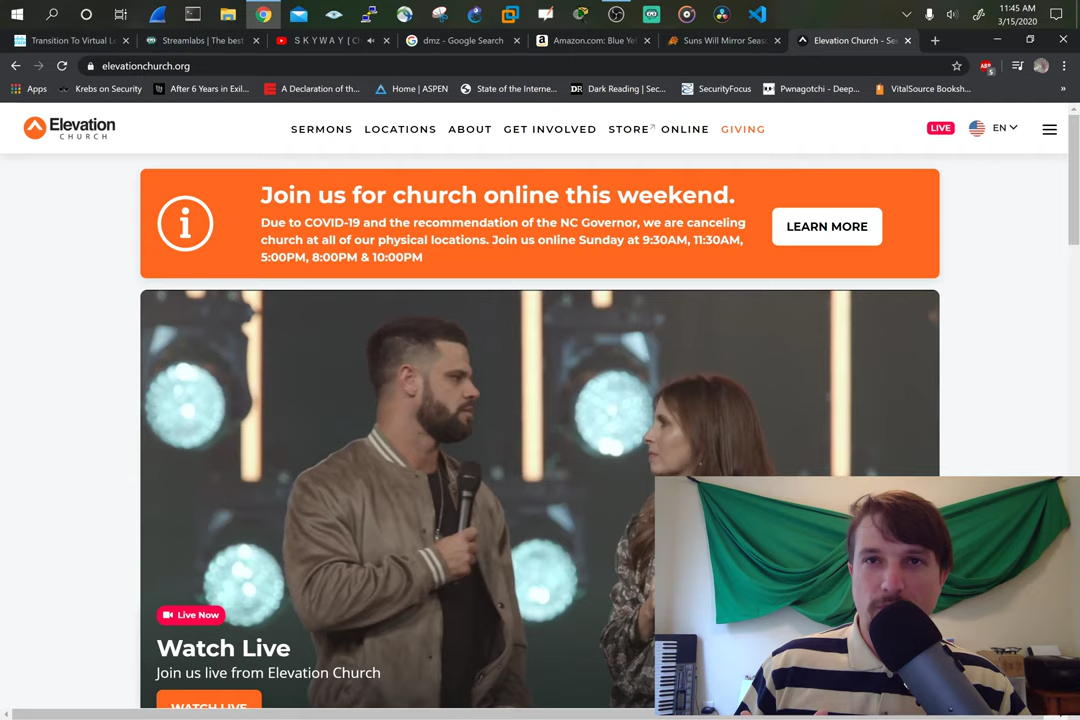 11:45 AM
3/15/2020
Transition To Virtual Le
Streamlabs | The best
S K Y W A Y [ C
dmz - Google Search
Amazon.com: Blue Ye
Suns Will Mirror Seas
Elevation Church - Se
elevationchurch.org
ABP
5
Apps
Krebs on Security
After 6 Years in Exil...
A Declaration of th...
Home | ASPEN
State of the Interne...
DR Dark Reading | Sec...
SecurityFocus
Pwnagotchi - Deep...
VitalSource Booksh...
Elevation
CHURCH
SERMONS LOCATIONS ABOUT GET INVOLVED STORE ONLINE GIVING
LIVE
EN
Join us for church online this weekend.
Due to COVID-19 and the recommendation of the NC Governor, we are canceling
church at all of our physical locations. Join us online Sunday at 9:30AM, 11:30AM,
5:00PM, 8:00PM & 10:00PM
LEARN MORE
Live Now
Watch Live
Join us live from Elevation Church
WATCH LIVE